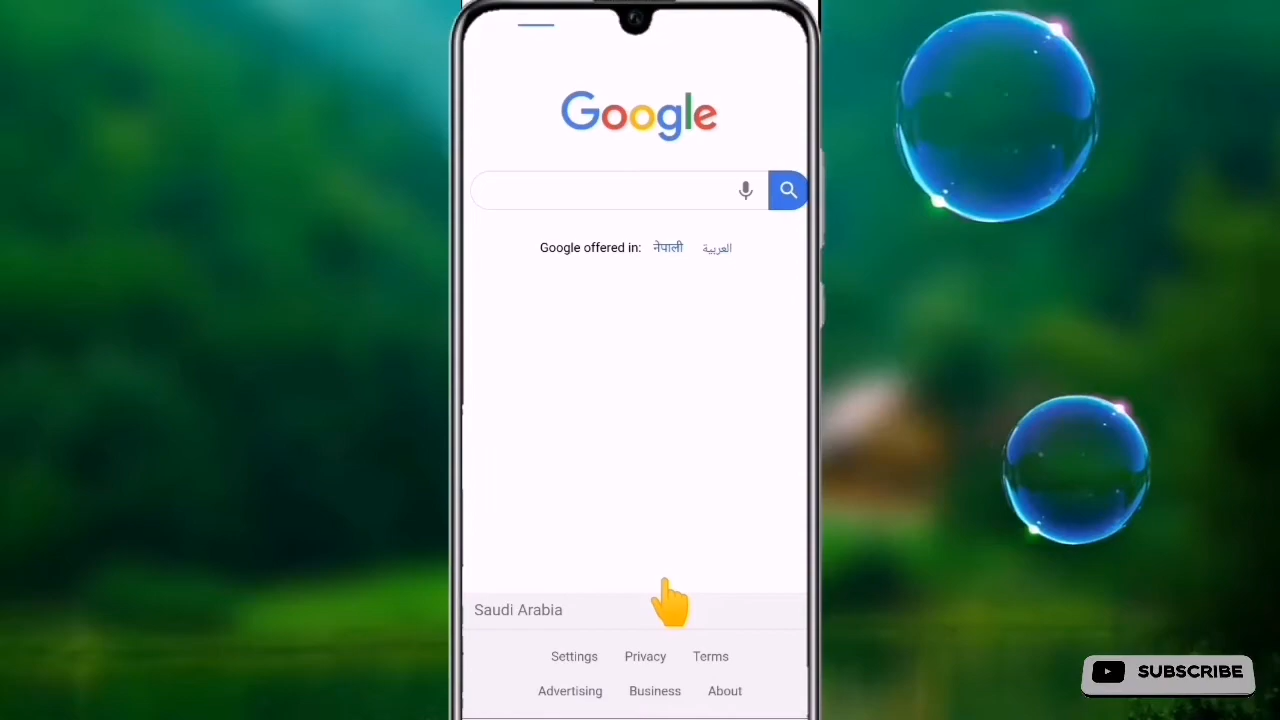 Google
Google offered in: नेपाली العربية
Saudi Arabia
Settings Privacy Terms
Advertising Business About
SUBSCRIBE